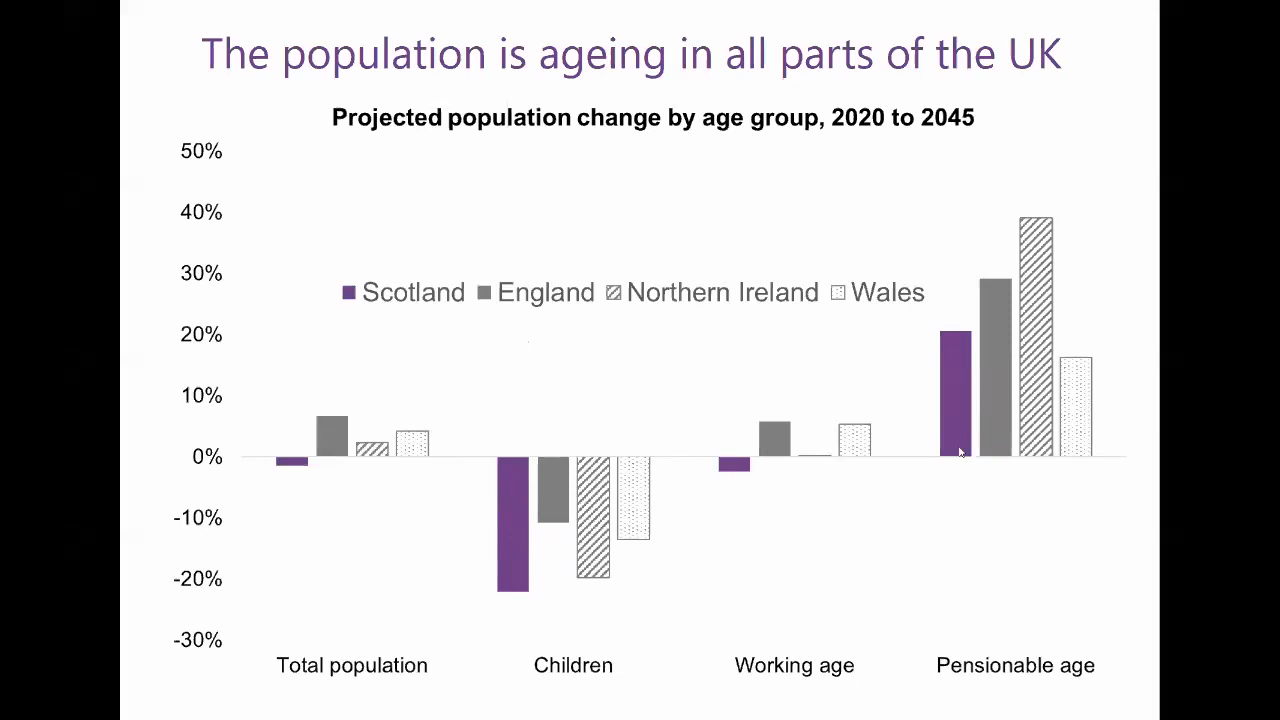 The population is ageing in all parts of the UK
Projected population change by age group, 2020 to 2045
50%
40%
30%
Scotland England Northern Ireland Wales
20%
10%
0%
-10%
-20%
-30%
Total population Children Working age Pensionable age